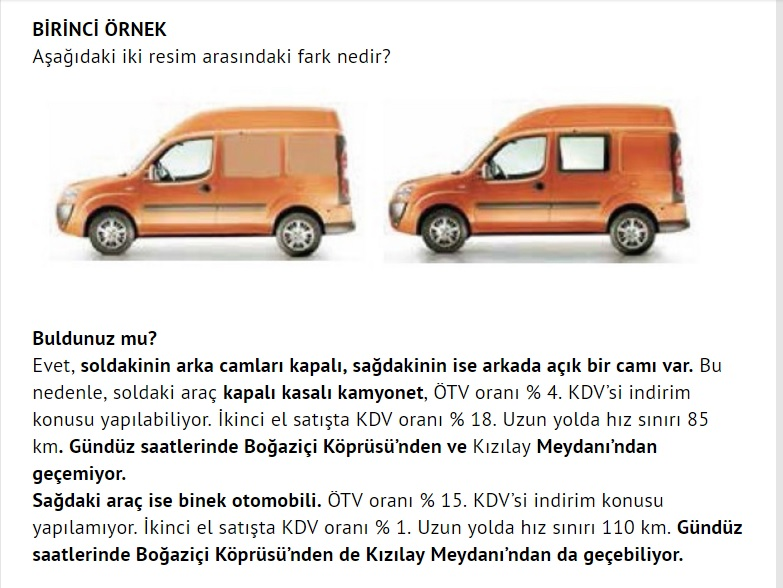 BİRİNCİ ÖRNEK
Aşağıdaki iki resim arasındaki fark nedir?
Buldunuz mu?
Evet, soldakinin arka camları kapalı, sağdakinin ise arkada açık bir camı var. Bu
nedenle, soldaki araç kapalı kasalı kamyonet, ÖTV oranı % 4. KDV’si indirim
konusu yapılabiliyor. İkinci el satışta KDV oranı % 18. Uzun yolda hız sınırı 85
km. Gündüz saatlerinde Boğaziçi Köprüsü’nden ve Kızılay Meydanı’ndan
geçemiyor.
Sağdaki araç ise binek otomobili. ÖTV oranı % 15. KDV’si indirim konusu
yapılamıyor. İkinci el satışta KDV oranı % 1. Uzun yolda hız sınırı 110 km. Gündüz
saatlerinde Boğaziçi Köprüsü’nden de Kızılay Meydanı’ndan da geçebiliyor.